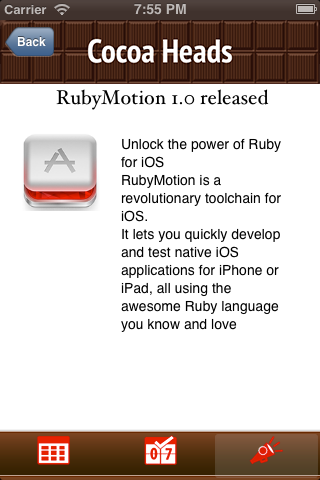 Carrier 7:55 PM
Back
Cocoa Heads
RubyMotion 1.0 released
Unlock the power of Ruby
for iOS
RubyMotion is a
revolutionary toolchain for
iOS.
It lets you quickly develop
and test native iOS
applications for iPhone or
iPad, all using the
awesome Ruby language
you know and love
07